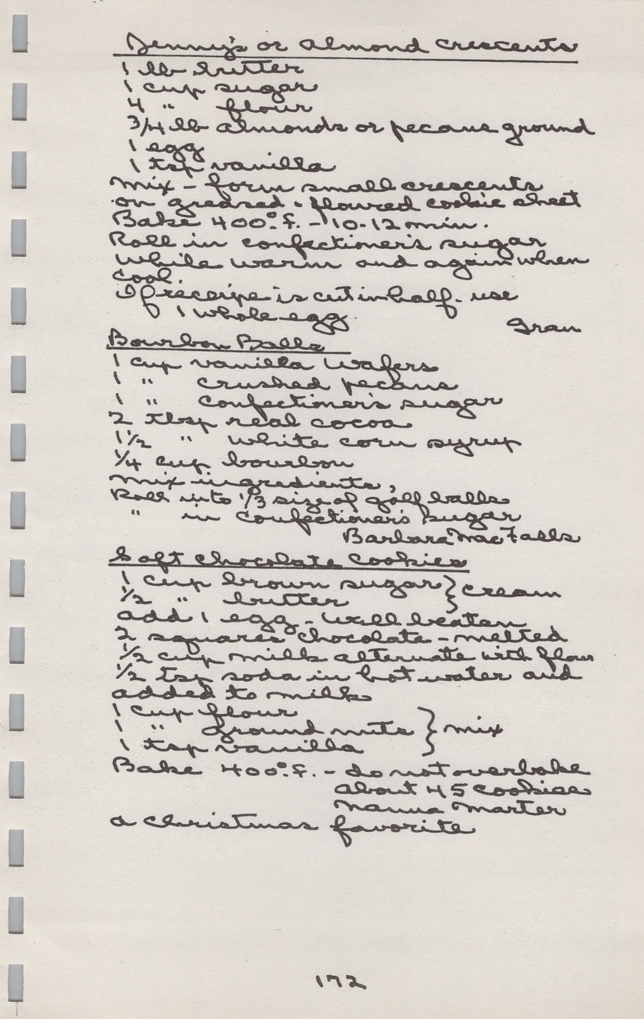 Jenny's or Almond Crescents
1 lb butter
1 cup sugar
4 " flour
3/4 lb almonds or pecans ground
1 egg
1 tsp vanilla
Mix - form small crescents
on greased & floured cookie sheet
Bake 400° f. - 10-12 min.
Roll in confectioner's sugar
while warm and again when
cool.
If receipe is cut in half - use
1 whole egg.
Gran
Bourbon Balls
1 cup vanilla wafers
1 " crushed pecans
1 " confectioner's sugar
2 tbsp real cocoa
1 1/2 " white corn syrup
1/4 cup bourbon
Mix ingredients,
Roll into 1/3 size of golf balls
" in confectioner's sugar
Barbara MacFalls
Soft Chocolate Cookies
1 cup brown sugar } cream
1/2 " butter
add 1 egg - well beaten
2 squares chocolate - melted
1/2 cup milk alternate with flour
1/2 tsp soda in hot water and
added to milk
1 cup flour
1 " ground nuts } mix
1 tsp vanilla
Bake 400° f. - do not overbake
about 45 cookies
Nanna Marter
a Christmas favorite
172